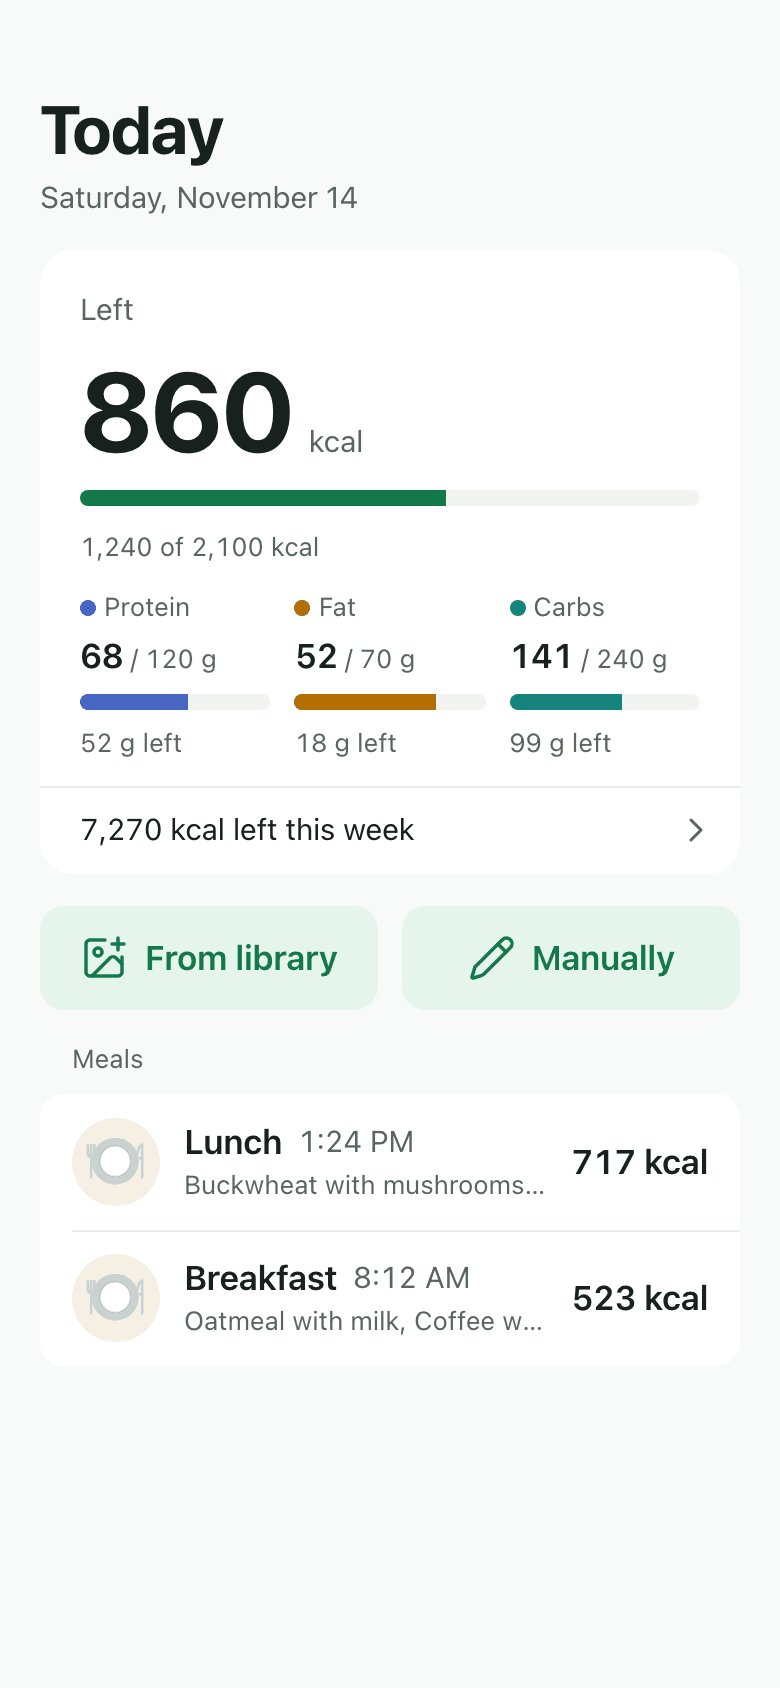 Today
Saturday, November 14
Left
860 kcal
1,240 of 2,100 kcal
Protein
68 / 120 g
52 g left
Fat
52 / 70 g
18 g left
Carbs
141 / 240 g
99 g left
7,270 kcal left this week
From library
Manually
Meals
Lunch 1:24 PM
Buckwheat with mushrooms...
717 kcal
Breakfast 8:12 AM
Oatmeal with milk, Coffee w...
523 kcal